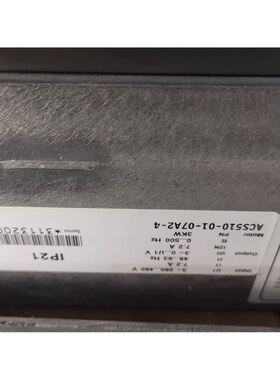 Input U1 3~ 380..480 V
I1 7.2 A
f1 48..63 Hz
Output U2 3~ 0..U1 V
I2N 7.2 A
f2 0..500 Hz
Motor PN 3KW
ACS510-01-07A2-4
IP21